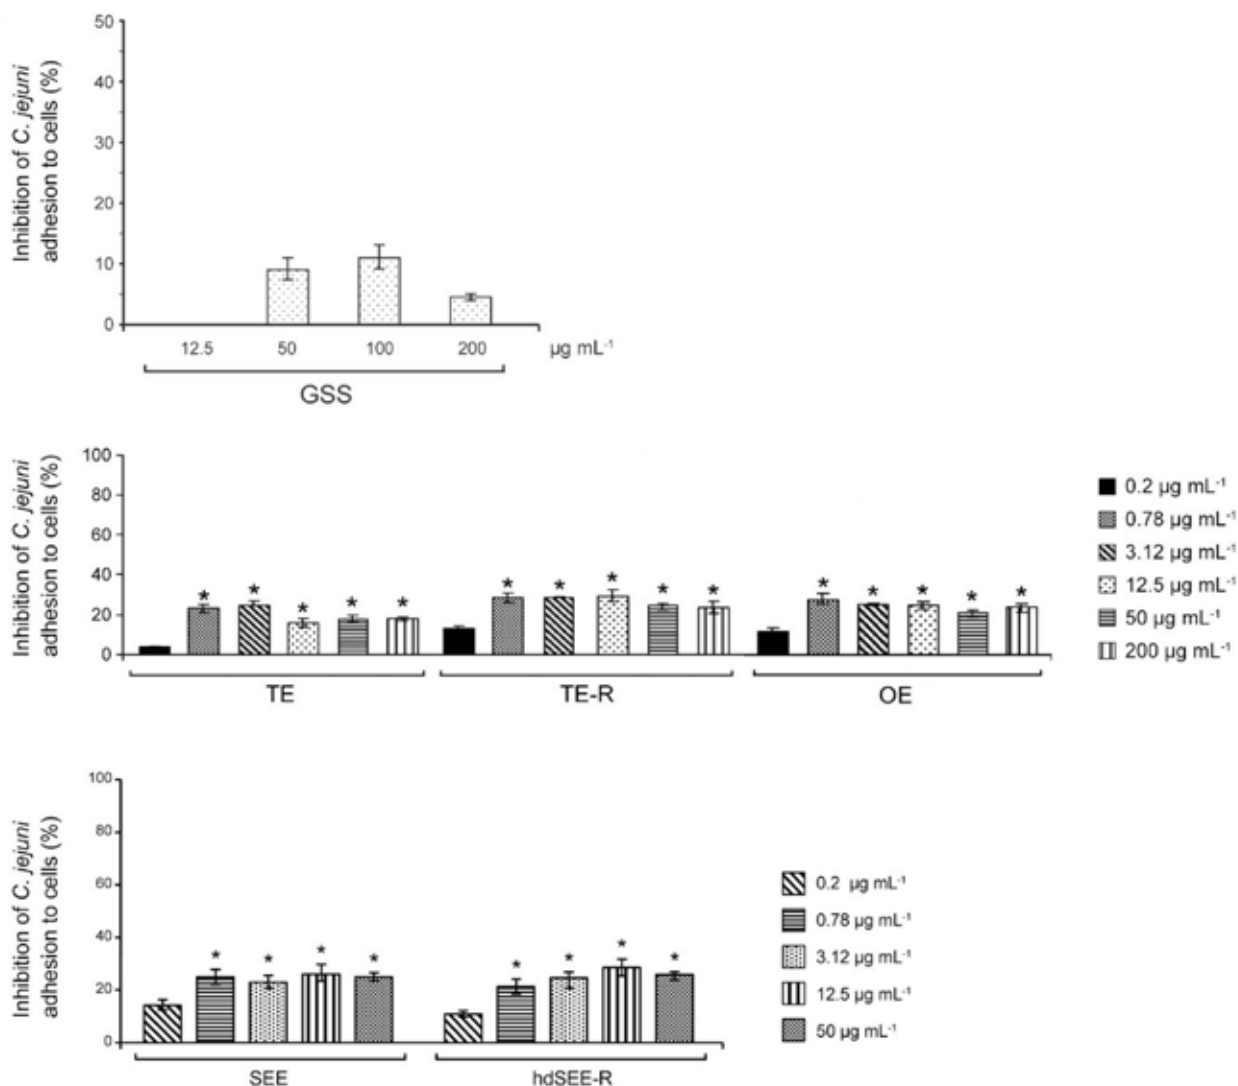 Inhibition of C. jejuni
adhesion to cells (%)
50
40
30
20
10
0
12.5 50 100 200 µg mL⁻¹
GSS
Inhibition of C. jejuni
adhesion to cells (%)
100
80
60
40
20
0
* * * * *
* * * * *
* * * * *
TE TE-R OE
0.2 µg mL⁻¹
0.78 µg mL⁻¹
3.12 µg mL⁻¹
12.5 µg mL⁻¹
50 µg mL⁻¹
200 µg mL⁻¹
Inhibition of C. jejuni
adhesion to cells (%)
100
80
60
40
20
0
* * * *
* * * *
SEE hdSEE-R
0.2 µg mL⁻¹
0.78 µg mL⁻¹
3.12 µg mL⁻¹
12.5 µg mL⁻¹
50 µg mL⁻¹